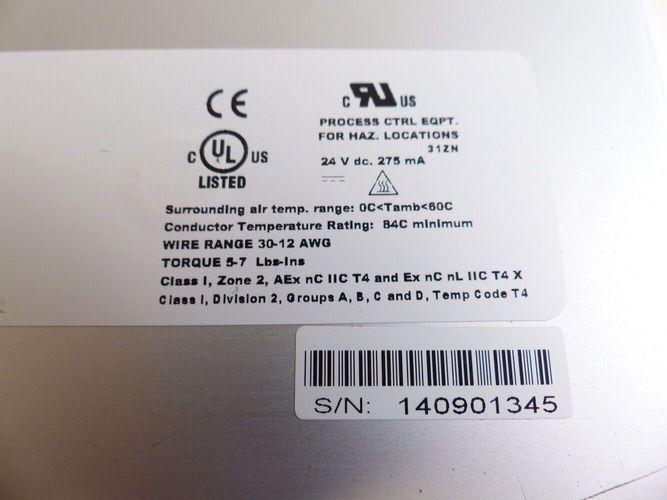 CE
c RU US
PROCESS CTRL EQPT.
FOR HAZ. LOCATIONS
31ZN
c UL US
LISTED
24 V dc. 275 mA
Surrounding air temp. range: 0C<Tamb<60C
Conductor Temperature Rating: 84C minimum
WIRE RANGE 30-12 AWG
TORQUE 5-7 Lbs-Ins
Class I, Zone 2, AEx nC IIC T4 and Ex nC nL IIC T4 X
Class I, Division 2, Groups A, B, C and D, Temp Code T4
S/N: 140901345